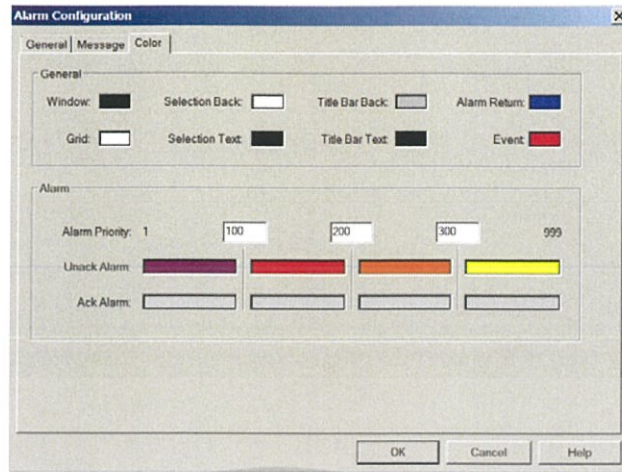 Alarm Configuration
General Message Color
General
Window: Selection Back: Title Bar Back: Alarm Return:
Grid: Selection Text: Title Bar Text: Event:
Alarm
Alarm Priority: 1 100 200 300 999
Unack Alarm:
Ack Alarm:
OK Cancel Help